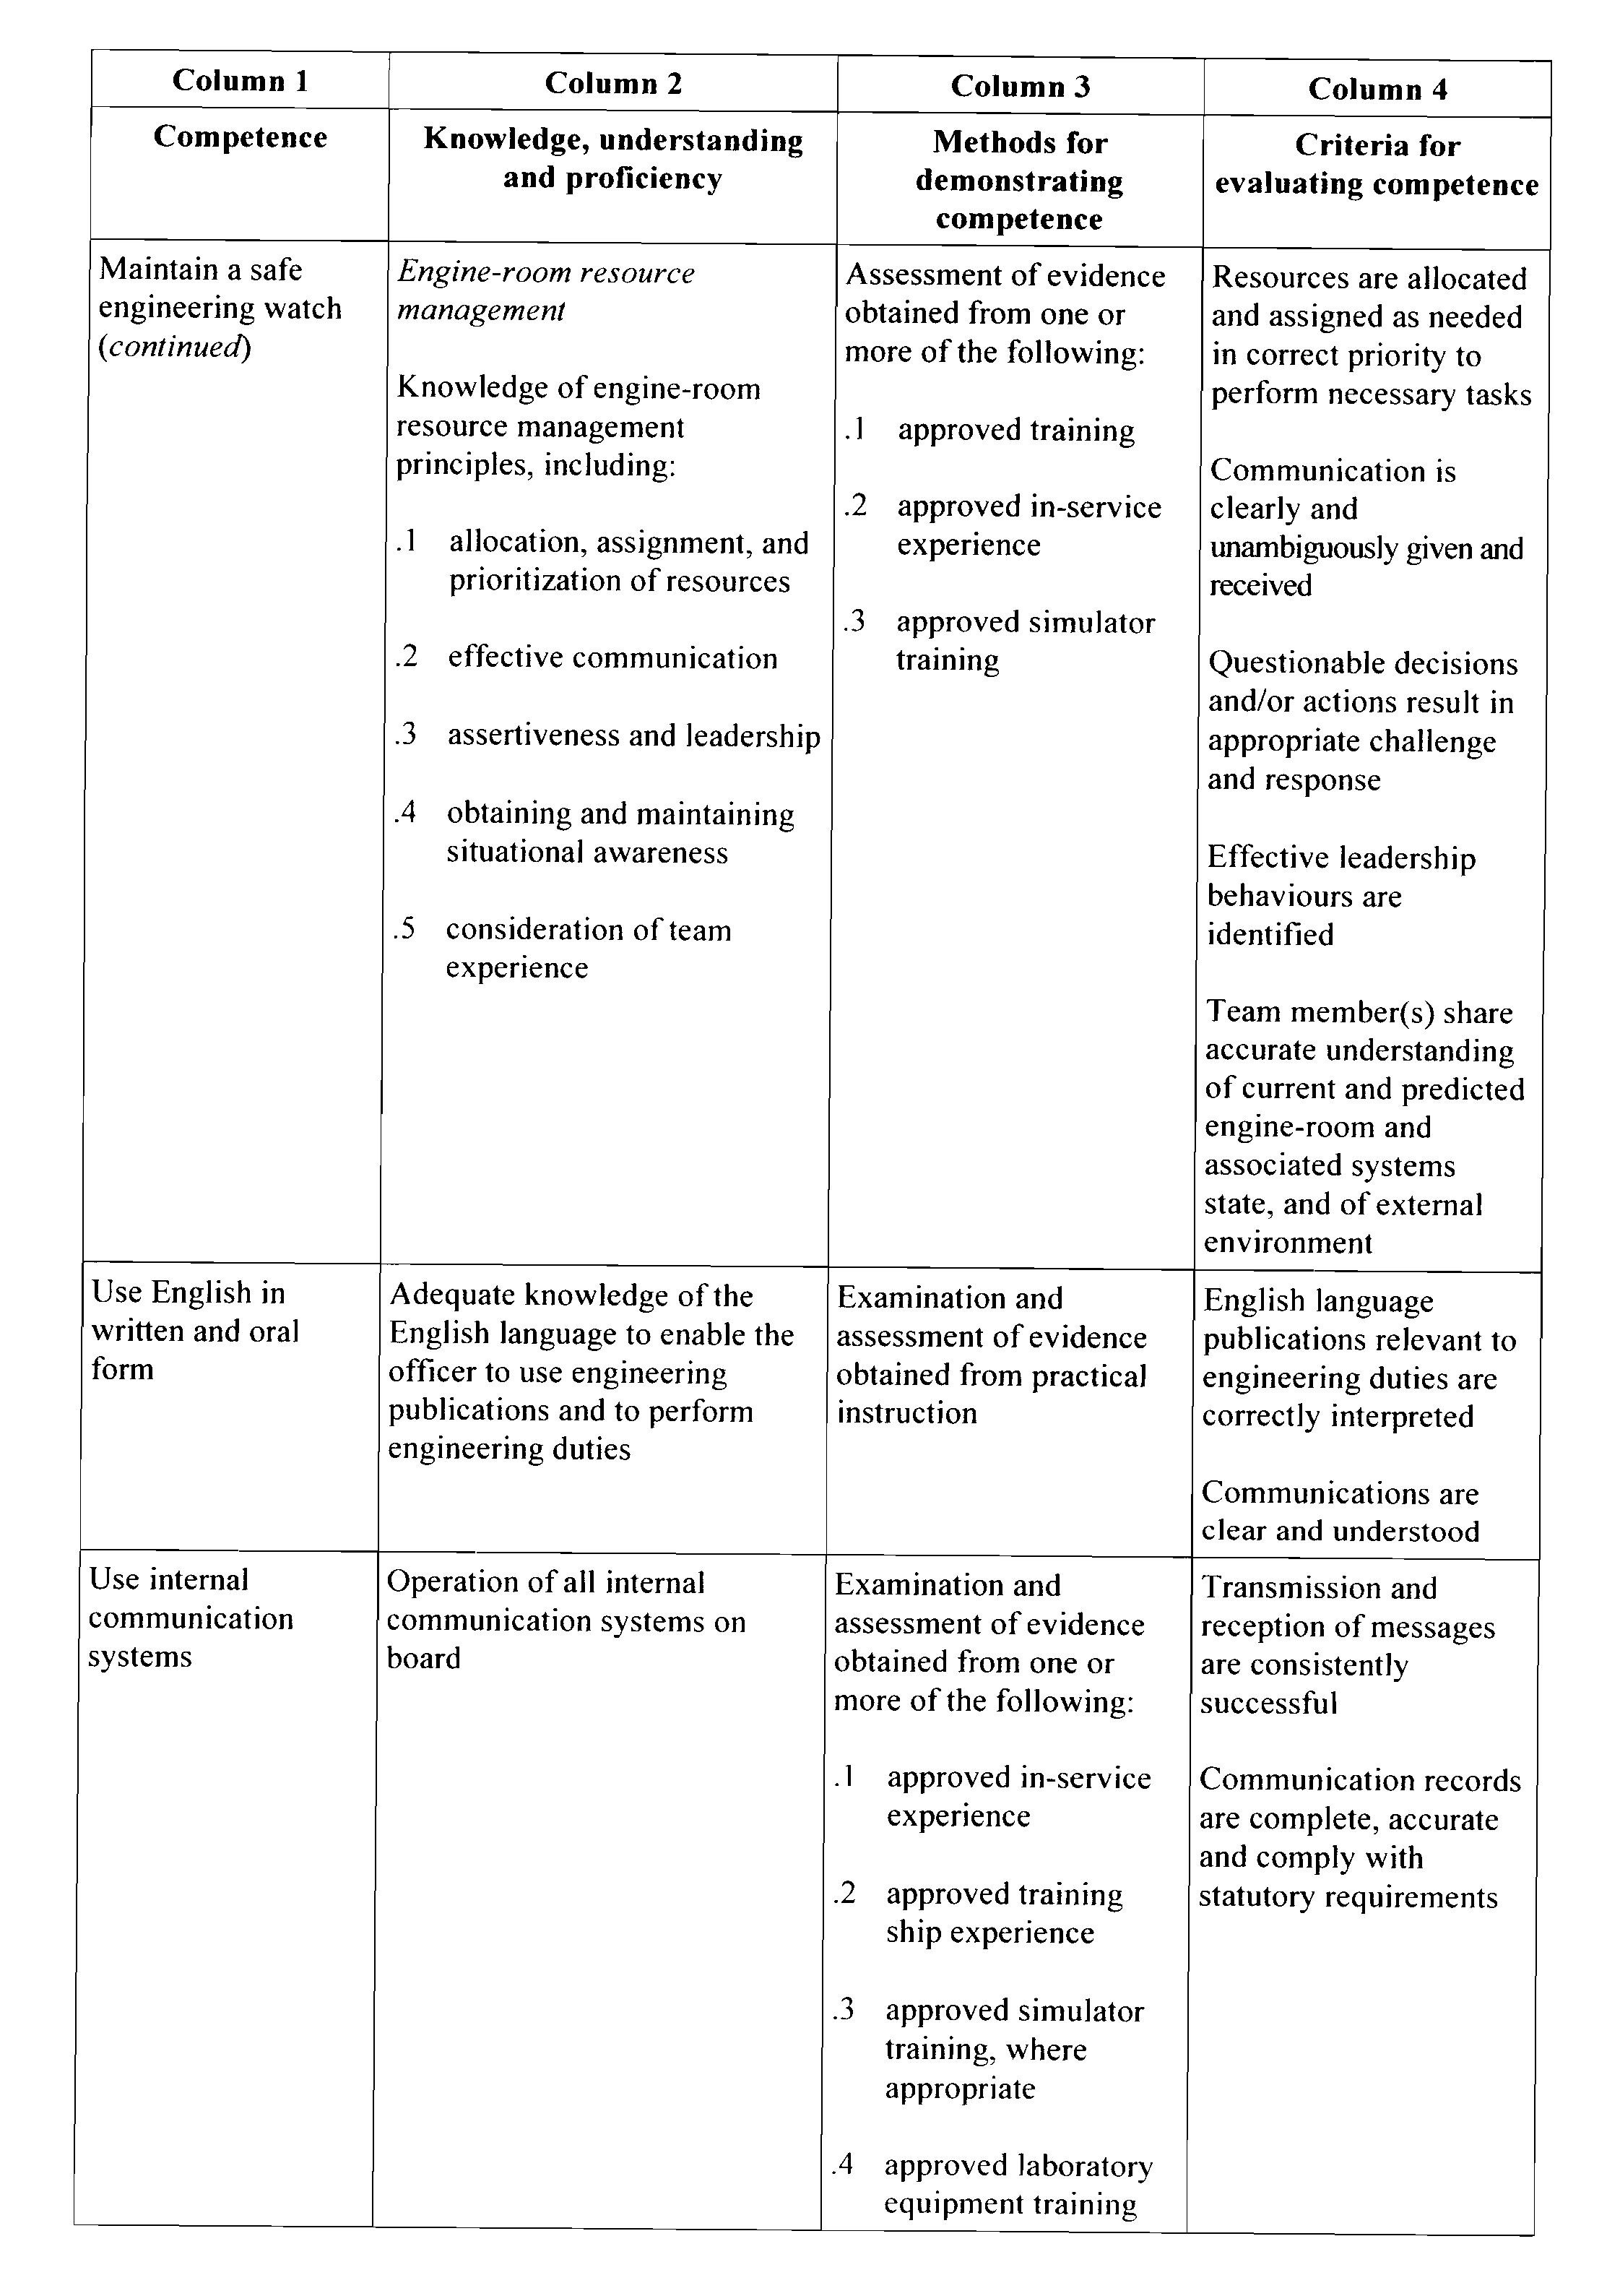 Column 1
Column 2
Column 3
Column 4
Competence
Knowledge, understanding
and proficiency
Methods for
demonstrating
competence
Criteria for
evaluating competence
Maintain a safe
engineering watch
(continued)
Engine-room resource
management
Knowledge of engine-room
resource management
principles, including:
.1 allocation, assignment, and
prioritization of resources
.2 effective communication
.3 assertiveness and leadership
.4 obtaining and maintaining
situational awareness
.5 consideration of team
experience
Assessment of evidence
obtained from one or
more of the following:
.1 approved training
.2 approved in-service
experience
.3 approved simulator
training
Resources are allocated
and assigned as needed
in correct priority to
perform necessary tasks
Communication is
clearly and
unambiguously given and
received
Questionable decisions
and/or actions result in
appropriate challenge
and response
Effective leadership
behaviours are
identified
Team member(s) share
accurate understanding
of current and predicted
engine-room and
associated systems
state, and of external
environment
Use English in
written and oral
form
Adequate knowledge of the
English language to enable the
officer to use engineering
publications and to perform
engineering duties
Examination and
assessment of evidence
obtained from practical
instruction
English language
publications relevant to
engineering duties are
correctly interpreted
Communications are
clear and understood
Use internal
communication
systems
Operation of all internal
communication systems on
board
Examination and
assessment of evidence
obtained from one or
more of the following:
.1 approved in-service
experience
.2 approved training
ship experience
.3 approved simulator
training, where
appropriate
.4 approved laboratory
equipment training
Transmission and
reception of messages
are consistently
successful
Communication records
are complete, accurate
and comply with
statutory requirements